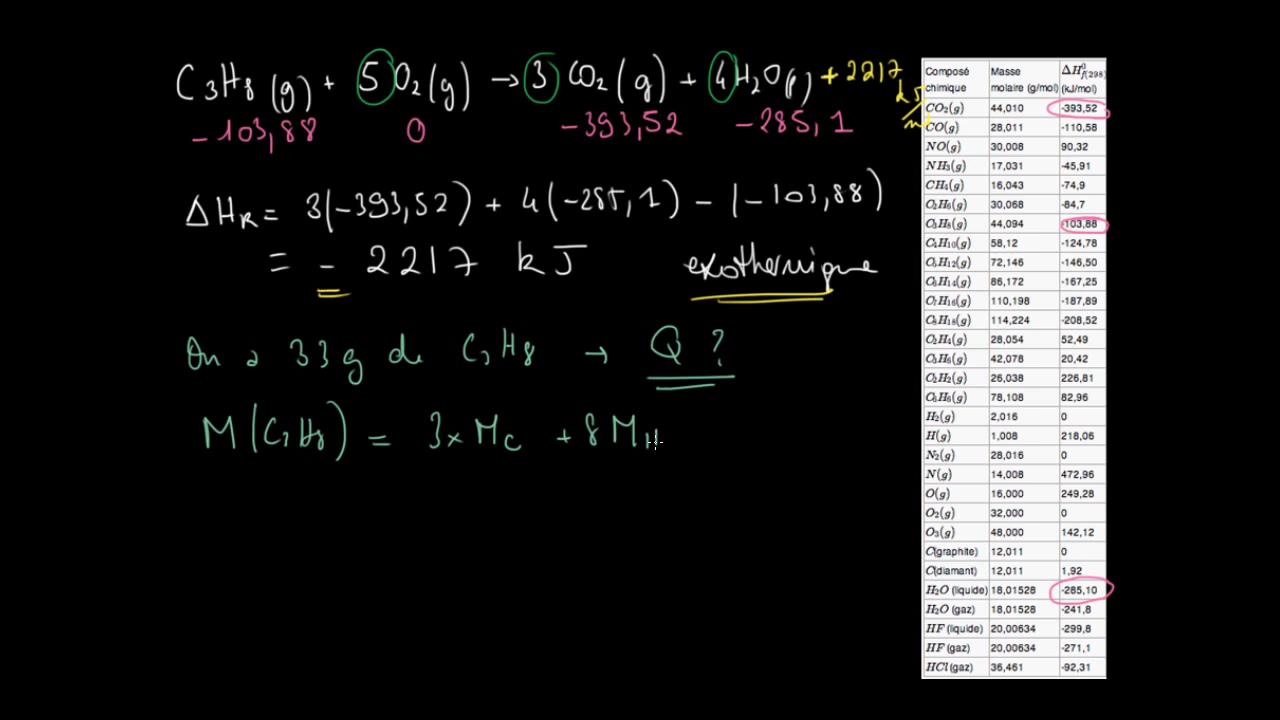 C₃H₈ (g) + 5 O₂ (g) → 3 CO₂ (g) + 4 H₂O (l) + 2217 kJ/mol
-103,88 0 -393,52 -285,1
ΔH_R = 3(-393,52) + 4(-285,1) - (-103,88)
= - 2217 kJ exothermique
On a 33g de C₃H₈ → Q ?
M(C₃H₈) = 3 x M_C + 8 M_H
Composé chimique Masse molaire (g/mol) ΔH⁰f(298) (kJ/mol)
CO₂(g) 44,010 -393,52
CO(g) 28,011 -110,58
NO(g) 30,008 90,32
NH₃(g) 17,031 -45,91
CH₄(g) 16,043 -74,9
C₂H₆(g) 30,068 -84,7
C₃H₈(g) 44,094 -103,88
C₄H₁₀(g) 58,12 -124,78
C₅H₁₂(g) 72,146 -146,50
C₆H₁₄(g) 86,172 -167,25
C₇H₁₆(g) 110,198 -187,89
C₈H₁₈(g) 114,224 -208,52
C₂H₄(g) 28,054 52,49
C₃H₆(g) 42,078 20,42
C₂H₂(g) 26,038 226,81
C₆H₆(g) 78,108 82,96
H₂(g) 2,016 0
H(g) 1,008 218,06
N₂(g) 28,016 0
N(g) 14,008 472,96
O(g) 16,000 249,28
O₂(g) 32,000 0
O₃(g) 48,000 142,12
C(graphite) 12,011 0
C(diamant) 12,011 1,92
H₂O (liquide) 18,01528 -285,10
H₂O (gaz) 18,01528 -241,8
HF (liquide) 20,00634 -299,8
HF (gaz) 20,00634 -271,1
HCl (gaz) 36,461 -92,31